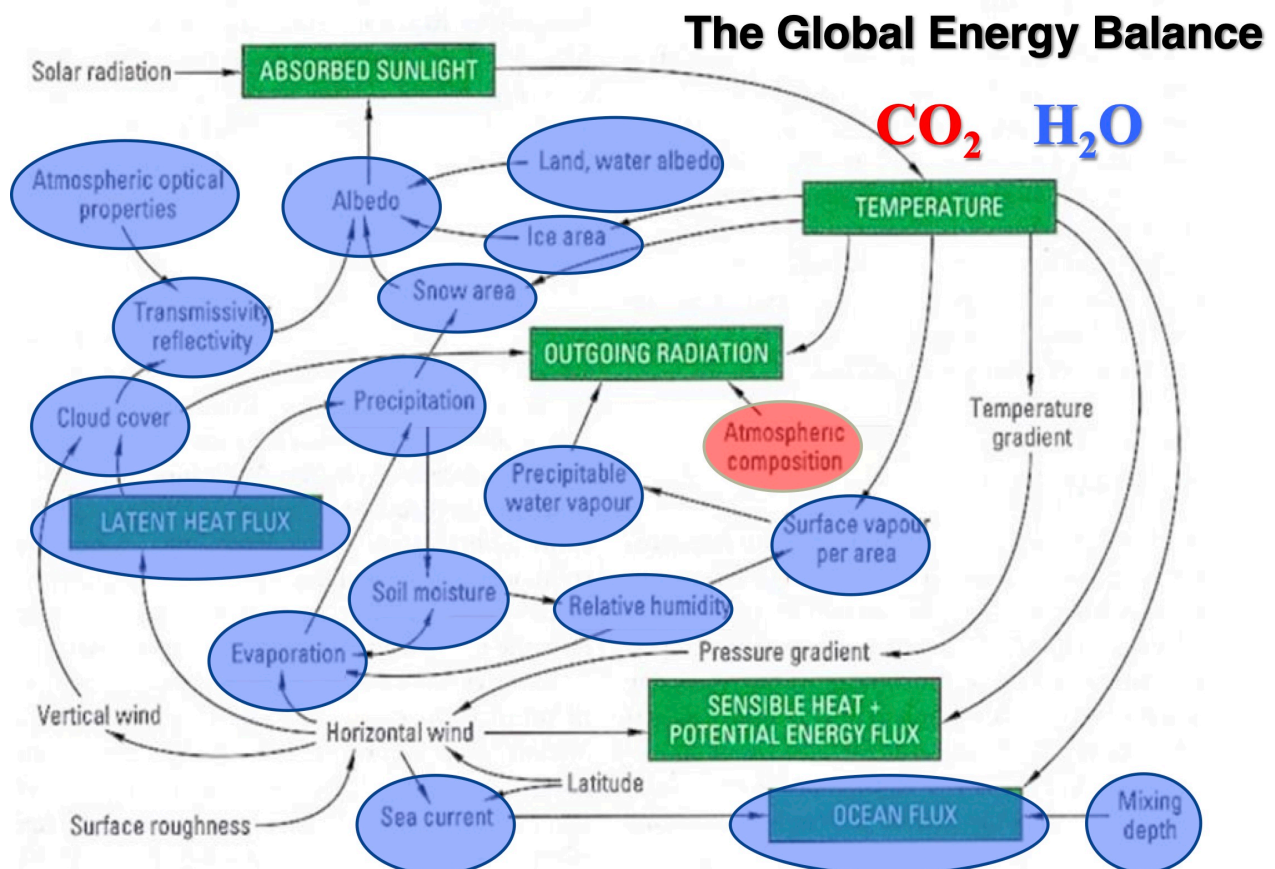 The Global Energy Balance
Solar radiation
ABSORBED SUNLIGHT
CO₂ H₂O
Land, water albedo
Atmospheric optical
properties
Albedo
TEMPERATURE
Ice area
Snow area
Transmissivity
reflectivity
OUTGOING RADIATION
Cloud cover
Precipitation
Temperature
gradient
Atmospheric
composition
Precipitable
water vapour
LATENT HEAT FLUX
Surface vapour
per area
Soil moisture
Relative humidity
Evaporation
Pressure gradient
Vertical wind
Horizontal wind
SENSIBLE HEAT +
POTENTIAL ENERGY FLUX
Latitude
Surface roughness
Sea current
OCEAN FLUX
Mixing
depth